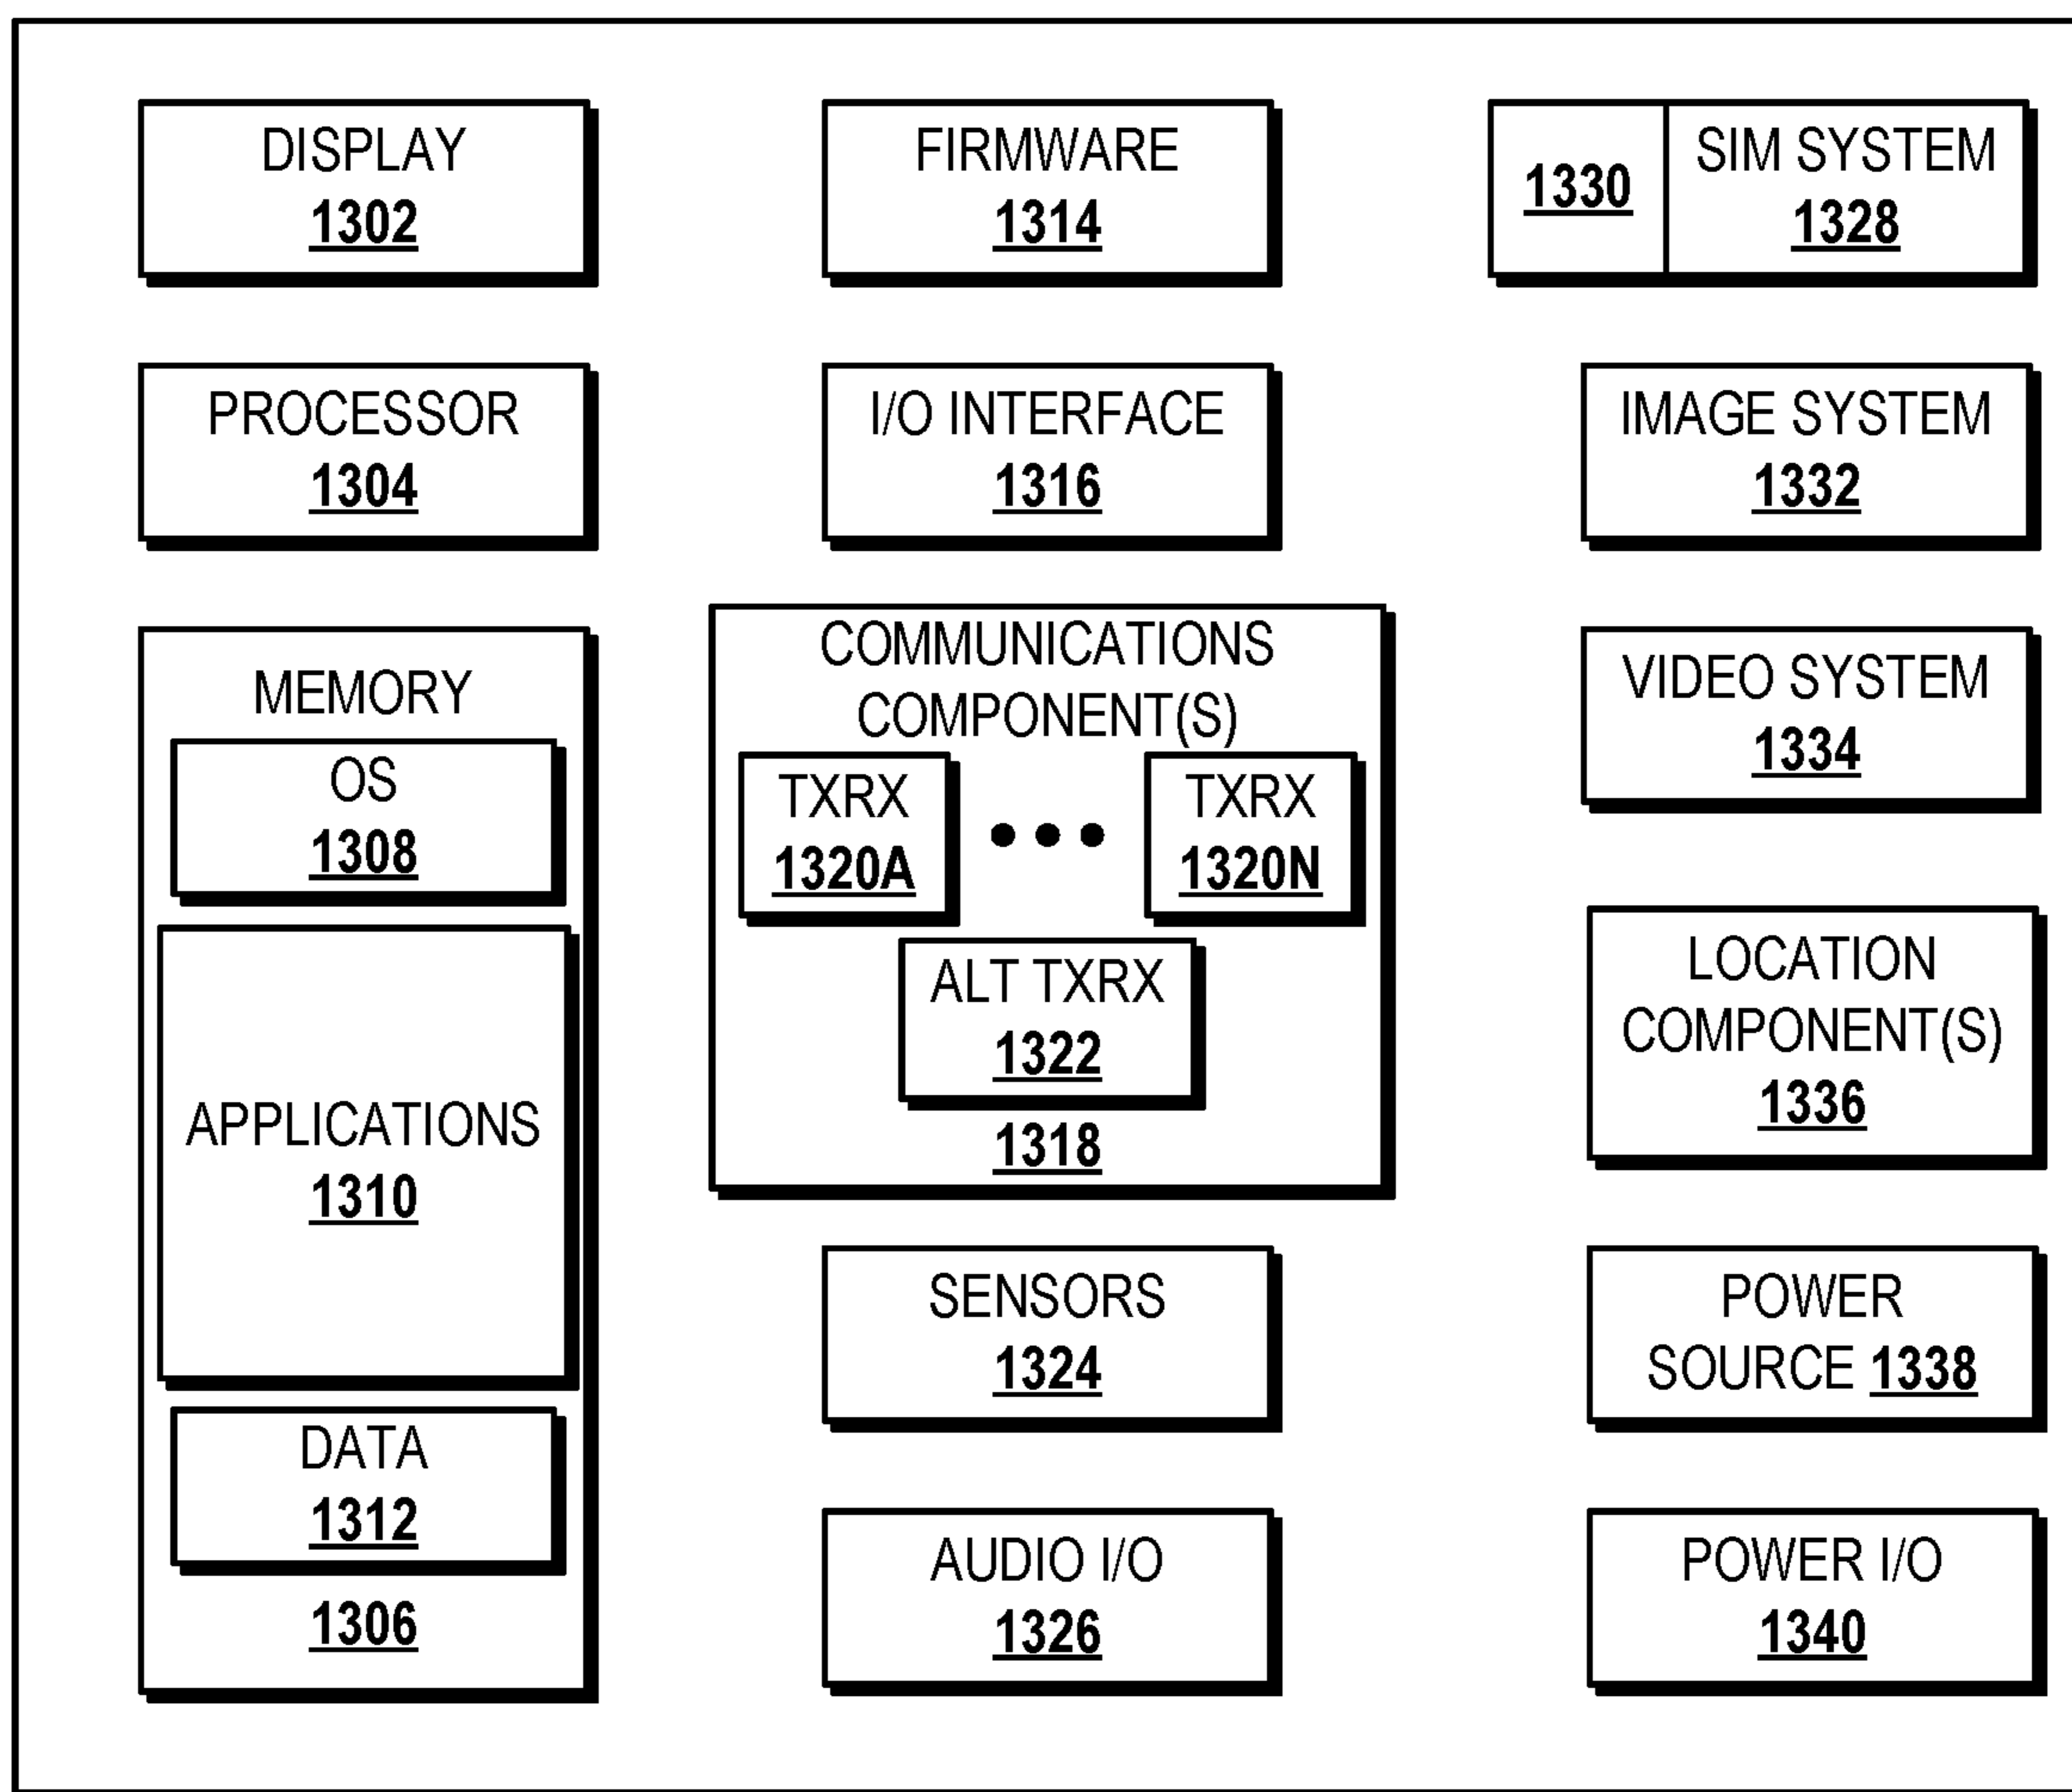 DISPLAY
1302
PROCESSOR
1304
MEMORY
OS
1308
APPLICATIONS
1310
DATA
1312
1306
FIRMWARE
1314
I/O INTERFACE
1316
COMMUNICATIONS
COMPONENT(S)
TXRX
1320A
TXRX
1320N
ALT TXRX
1322
1318
SENSORS
1324
AUDIO I/O
1326
1330
SIM SYSTEM
1328
IMAGE SYSTEM
1332
VIDEO SYSTEM
1334
LOCATION
COMPONENT(S)
1336
POWER
SOURCE 1338
POWER I/O
1340